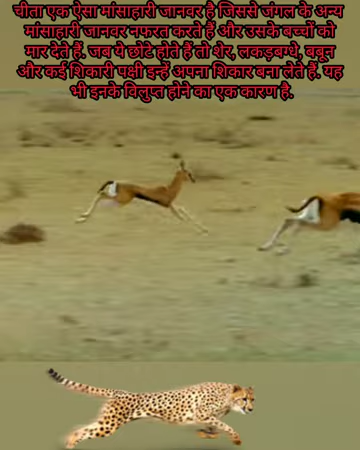 चीता एक ऐसा मांसाहारी जानवर है जिससे जंगल के अन्य
मांसाहारी जानवर नफरत करते हैं और उसके बच्चों को
मार देते हैं. जब ये छोटे होते हैं तो शेर, लकड़बग्घे, बबून
और कई शिकारी पक्षी इन्हें अपना शिकार बना लेते हैं. यह
भी इनके विलुप्त होने का एक कारण है.